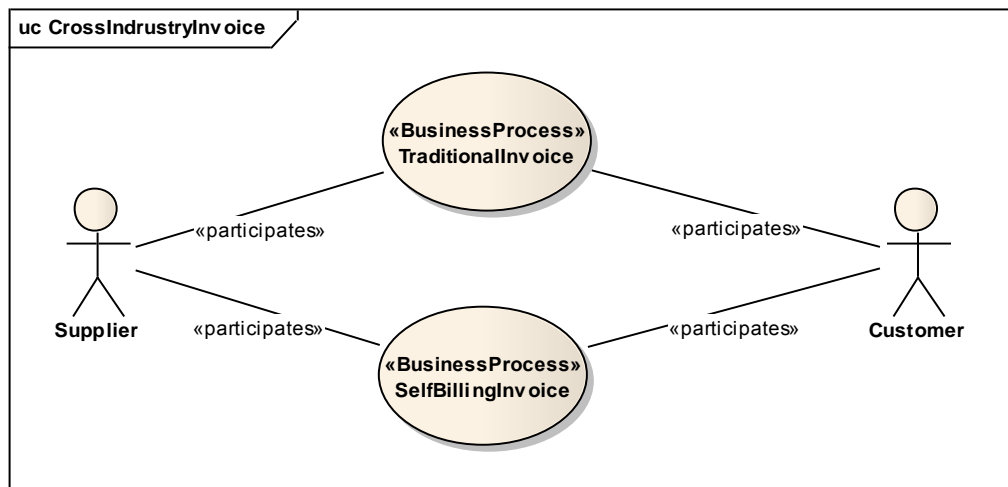 uc CrossIndrustryInvoice
«BusinessProcess»
TraditionalInvoice
«participates»
«participates»
Supplier
Customer
«participates»
«participates»
«BusinessProcess»
SelfBillingInvoice